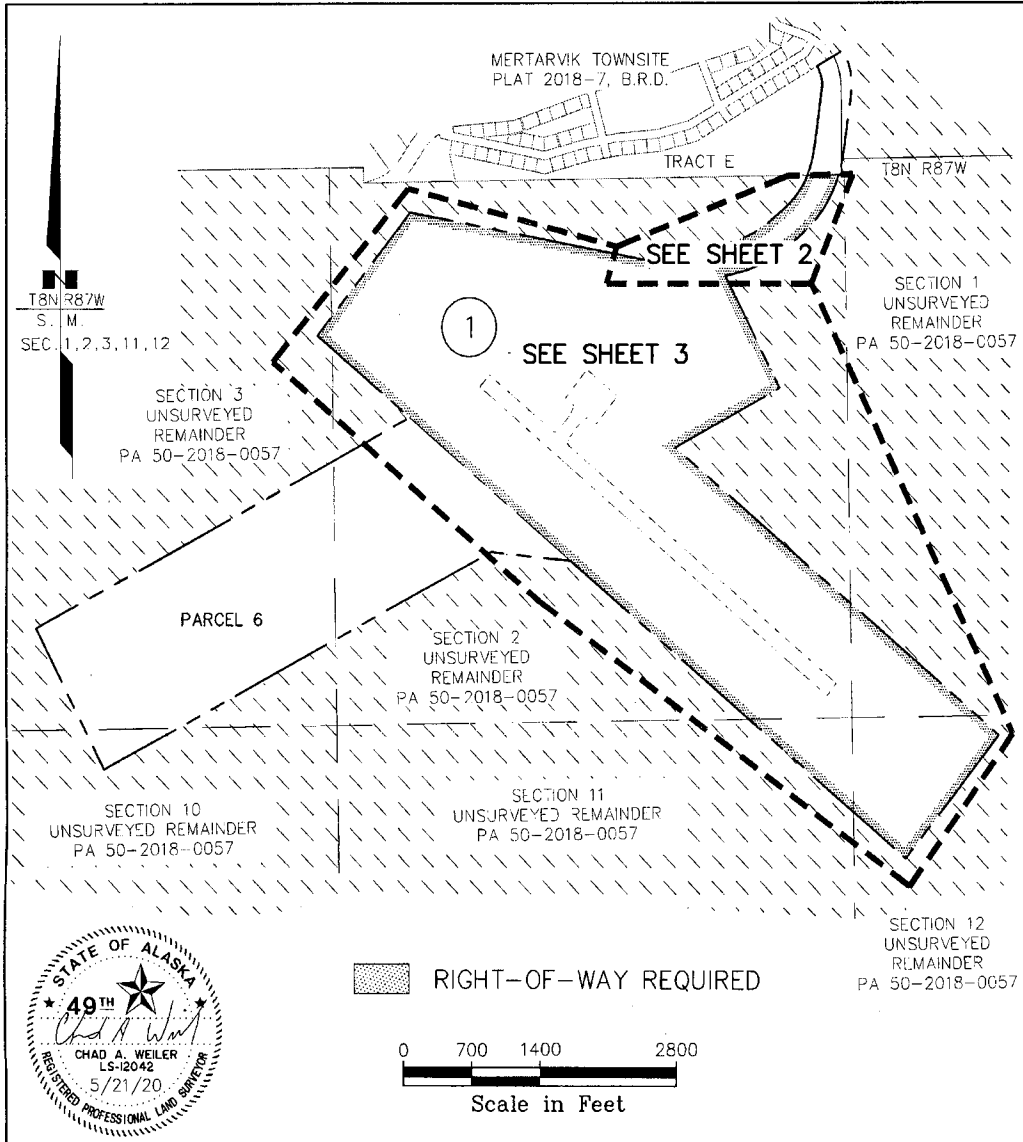 MERTARVIK TOWNSITE
PLAT 2018-7, B.R.D.
TRACT E
T8N R87W
SEE SHEET 2
SECTION 1
UNSURVEYED
REMAINDER
PA 50-2018-0057
N
T8N R87W
S. M.
SEC. 1,2,3,11,12
1
SEE SHEET 3
SECTION 3
UNSURVEYED
REMAINDER
PA 50-2018-0057
PARCEL 6
SECTION 2
UNSURVEYED
REMAINDER
PA 50-2018-0057
SECTION 10
UNSURVEYED REMAINDER
PA 50-2018-0057
SECTION 11
UNSURVEYED REMAINDER
PA 50-2018-0057
SECTION 12
UNSURVEYED
REMAINDER
PA 50-2018-0057
STATE OF ALASKA
49TH
CHAD A. WEILER
LS-12042
5/21/20
REGISTERED PROFESSIONAL LAND SURVEYOR
RIGHT-OF-WAY REQUIRED
0 700 1400 2800
Scale in Feet